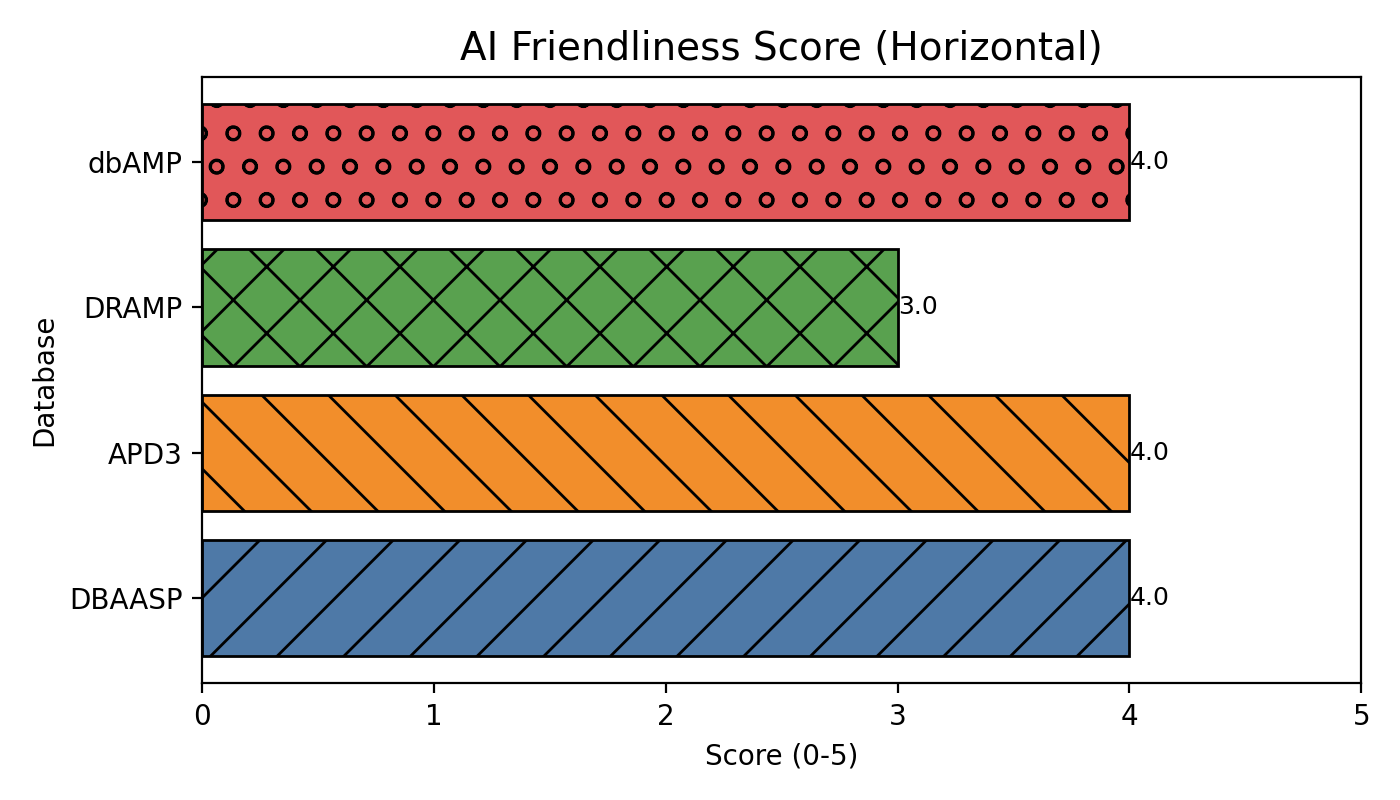 AI Friendliness Score (Horizontal)
Database
dbAMP
4.0
DRAMP
3.0
APD3
4.0
DBAASP
4.0
0 1 2 3 4 5
Score (0-5)